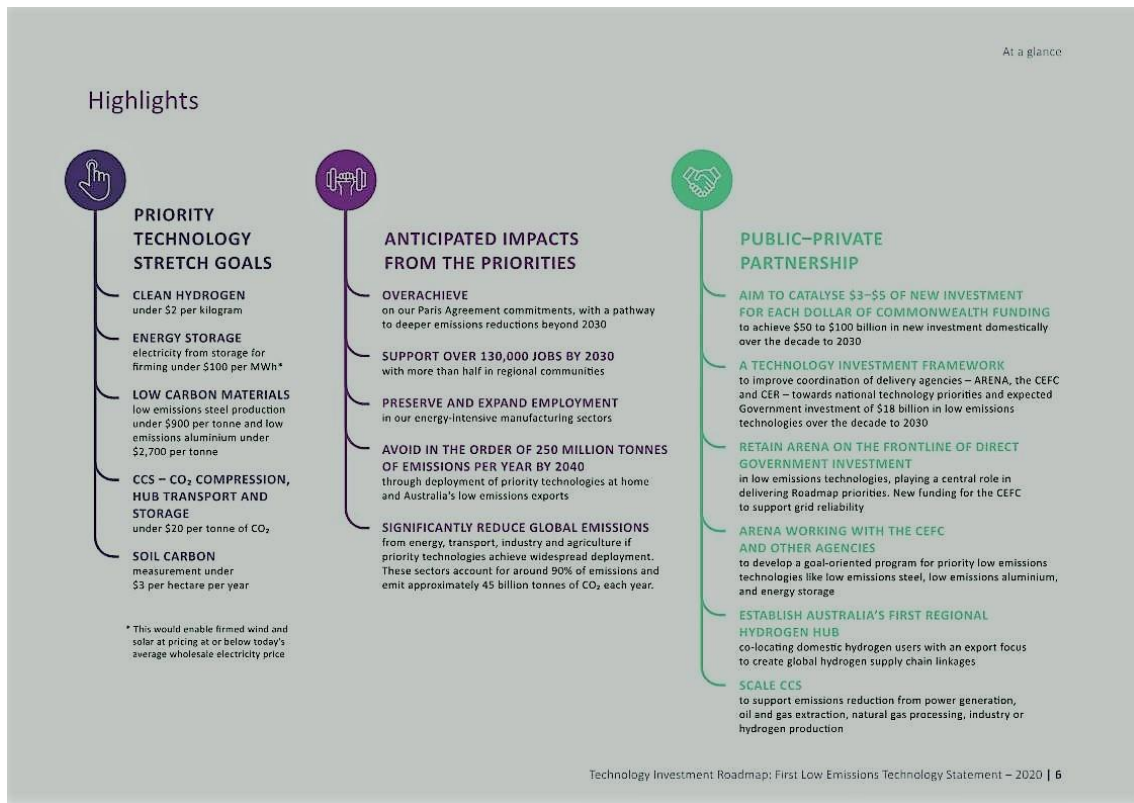 At a glance
Highlights
PRIORITY
TECHNOLOGY
STRETCH GOALS
CLEAN HYDROGEN
under $2 per kilogram
ENERGY STORAGE
electricity from storage for
firming under $100 per MWh*
LOW CARBON MATERIALS
low emissions steel production
under $900 per tonne and low
emissions aluminium under
$2,700 per tonne
CCS – CO₂ COMPRESSION,
HUB TRANSPORT AND
STORAGE
under $20 per tonne of CO₂
SOIL CARBON
measurement under
$3 per hectare per year
* This would enable firmed wind and
solar at pricing at or below today's
average wholesale electricity price
ANTICIPATED IMPACTS
FROM THE PRIORITIES
OVERACHIEVE
on our Paris Agreement commitments, with a pathway
to deeper emissions reductions beyond 2030
SUPPORT OVER 130,000 JOBS BY 2030
with more than half in regional communities
PRESERVE AND EXPAND EMPLOYMENT
in our energy-intensive manufacturing sectors
AVOID IN THE ORDER OF 250 MILLION TONNES
OF EMISSIONS PER YEAR BY 2040
through deployment of priority technologies at home
and Australia's low emissions exports
SIGNIFICANTLY REDUCE GLOBAL EMISSIONS
from energy, transport, industry and agriculture if
priority technologies achieve widespread deployment.
These sectors account for around 90% of emissions and
emit approximately 45 billion tonnes of CO₂ each year.
PUBLIC–PRIVATE
PARTNERSHIP
AIM TO CATALYSE $3–$5 OF NEW INVESTMENT
FOR EACH DOLLAR OF COMMONWEALTH FUNDING
to achieve $50 to $100 billion in new investment domestically
over the decade to 2030
A TECHNOLOGY INVESTMENT FRAMEWORK
to improve coordination of delivery agencies – ARENA, the CEFC
and CER – towards national technology priorities and expected
Government investment of $18 billion in low emissions
technologies over the decade to 2030
RETAIN ARENA ON THE FRONTLINE OF DIRECT
GOVERNMENT INVESTMENT
in low emissions technologies, playing a central role in
delivering Roadmap priorities. New funding for the CEFC
to support grid reliability
ARENA WORKING WITH THE CEFC
AND OTHER AGENCIES
to develop a goal-oriented program for priority low emissions
technologies like low emissions steel, low emissions aluminium,
and energy storage
ESTABLISH AUSTRALIA'S FIRST REGIONAL
HYDROGEN HUB
co-locating domestic hydrogen users with an export focus
to create global hydrogen supply chain linkages
SCALE CCS
to support emissions reduction from power generation,
oil and gas extraction, natural gas processing, industry or
hydrogen production
Technology Investment Roadmap: First Low Emissions Technology Statement – 2020 | 6